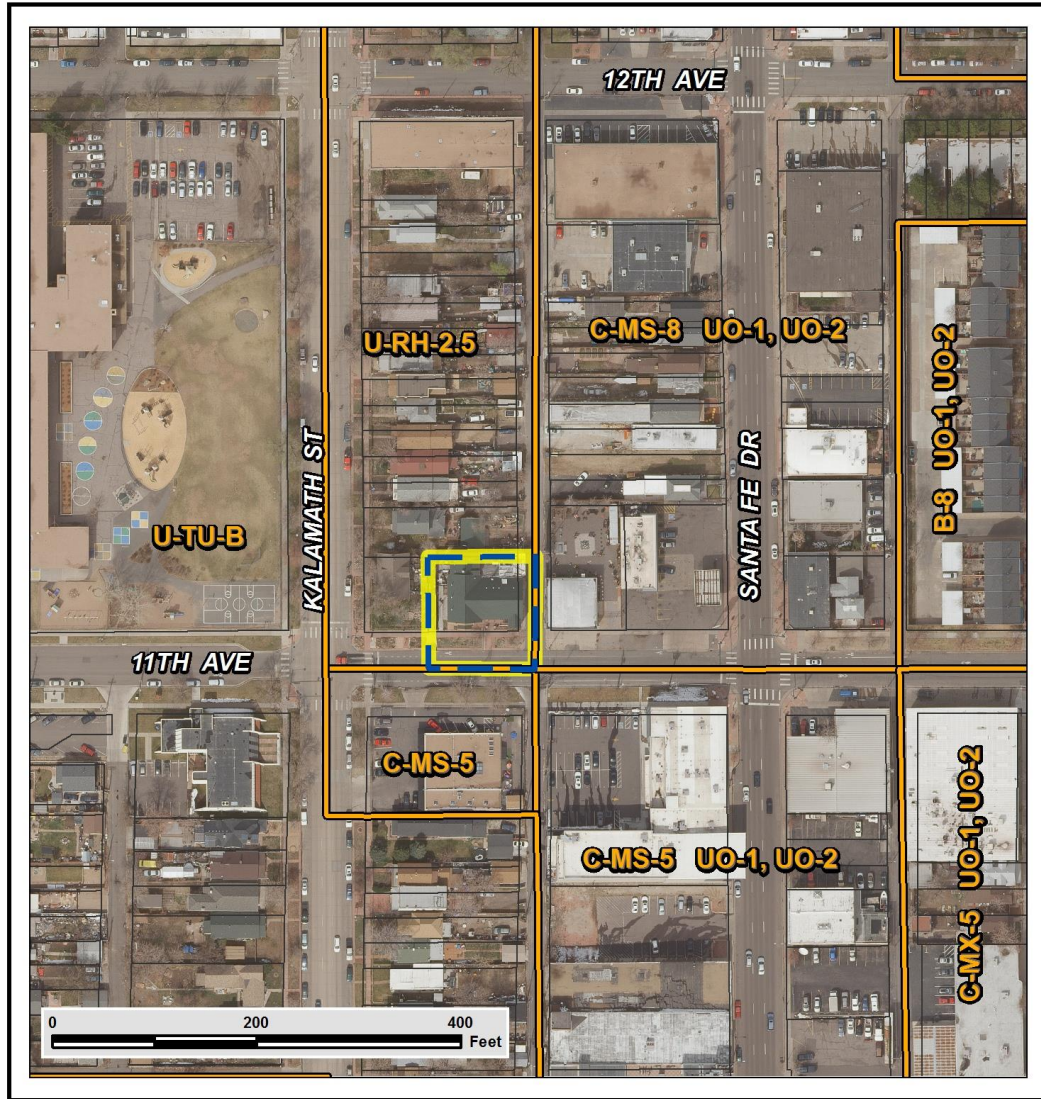 12TH AVE
U-RH-2.5
C-MS-8 UO-1, UO-2
KALAMATH ST
SANTA FE DR
B-8 UO-1, UO-2
U-TU-B
11TH AVE
C-MS-5
C-MS-5 UO-1, UO-2
C-MX-5 UO-1, UO-2
0 200 400
Feet